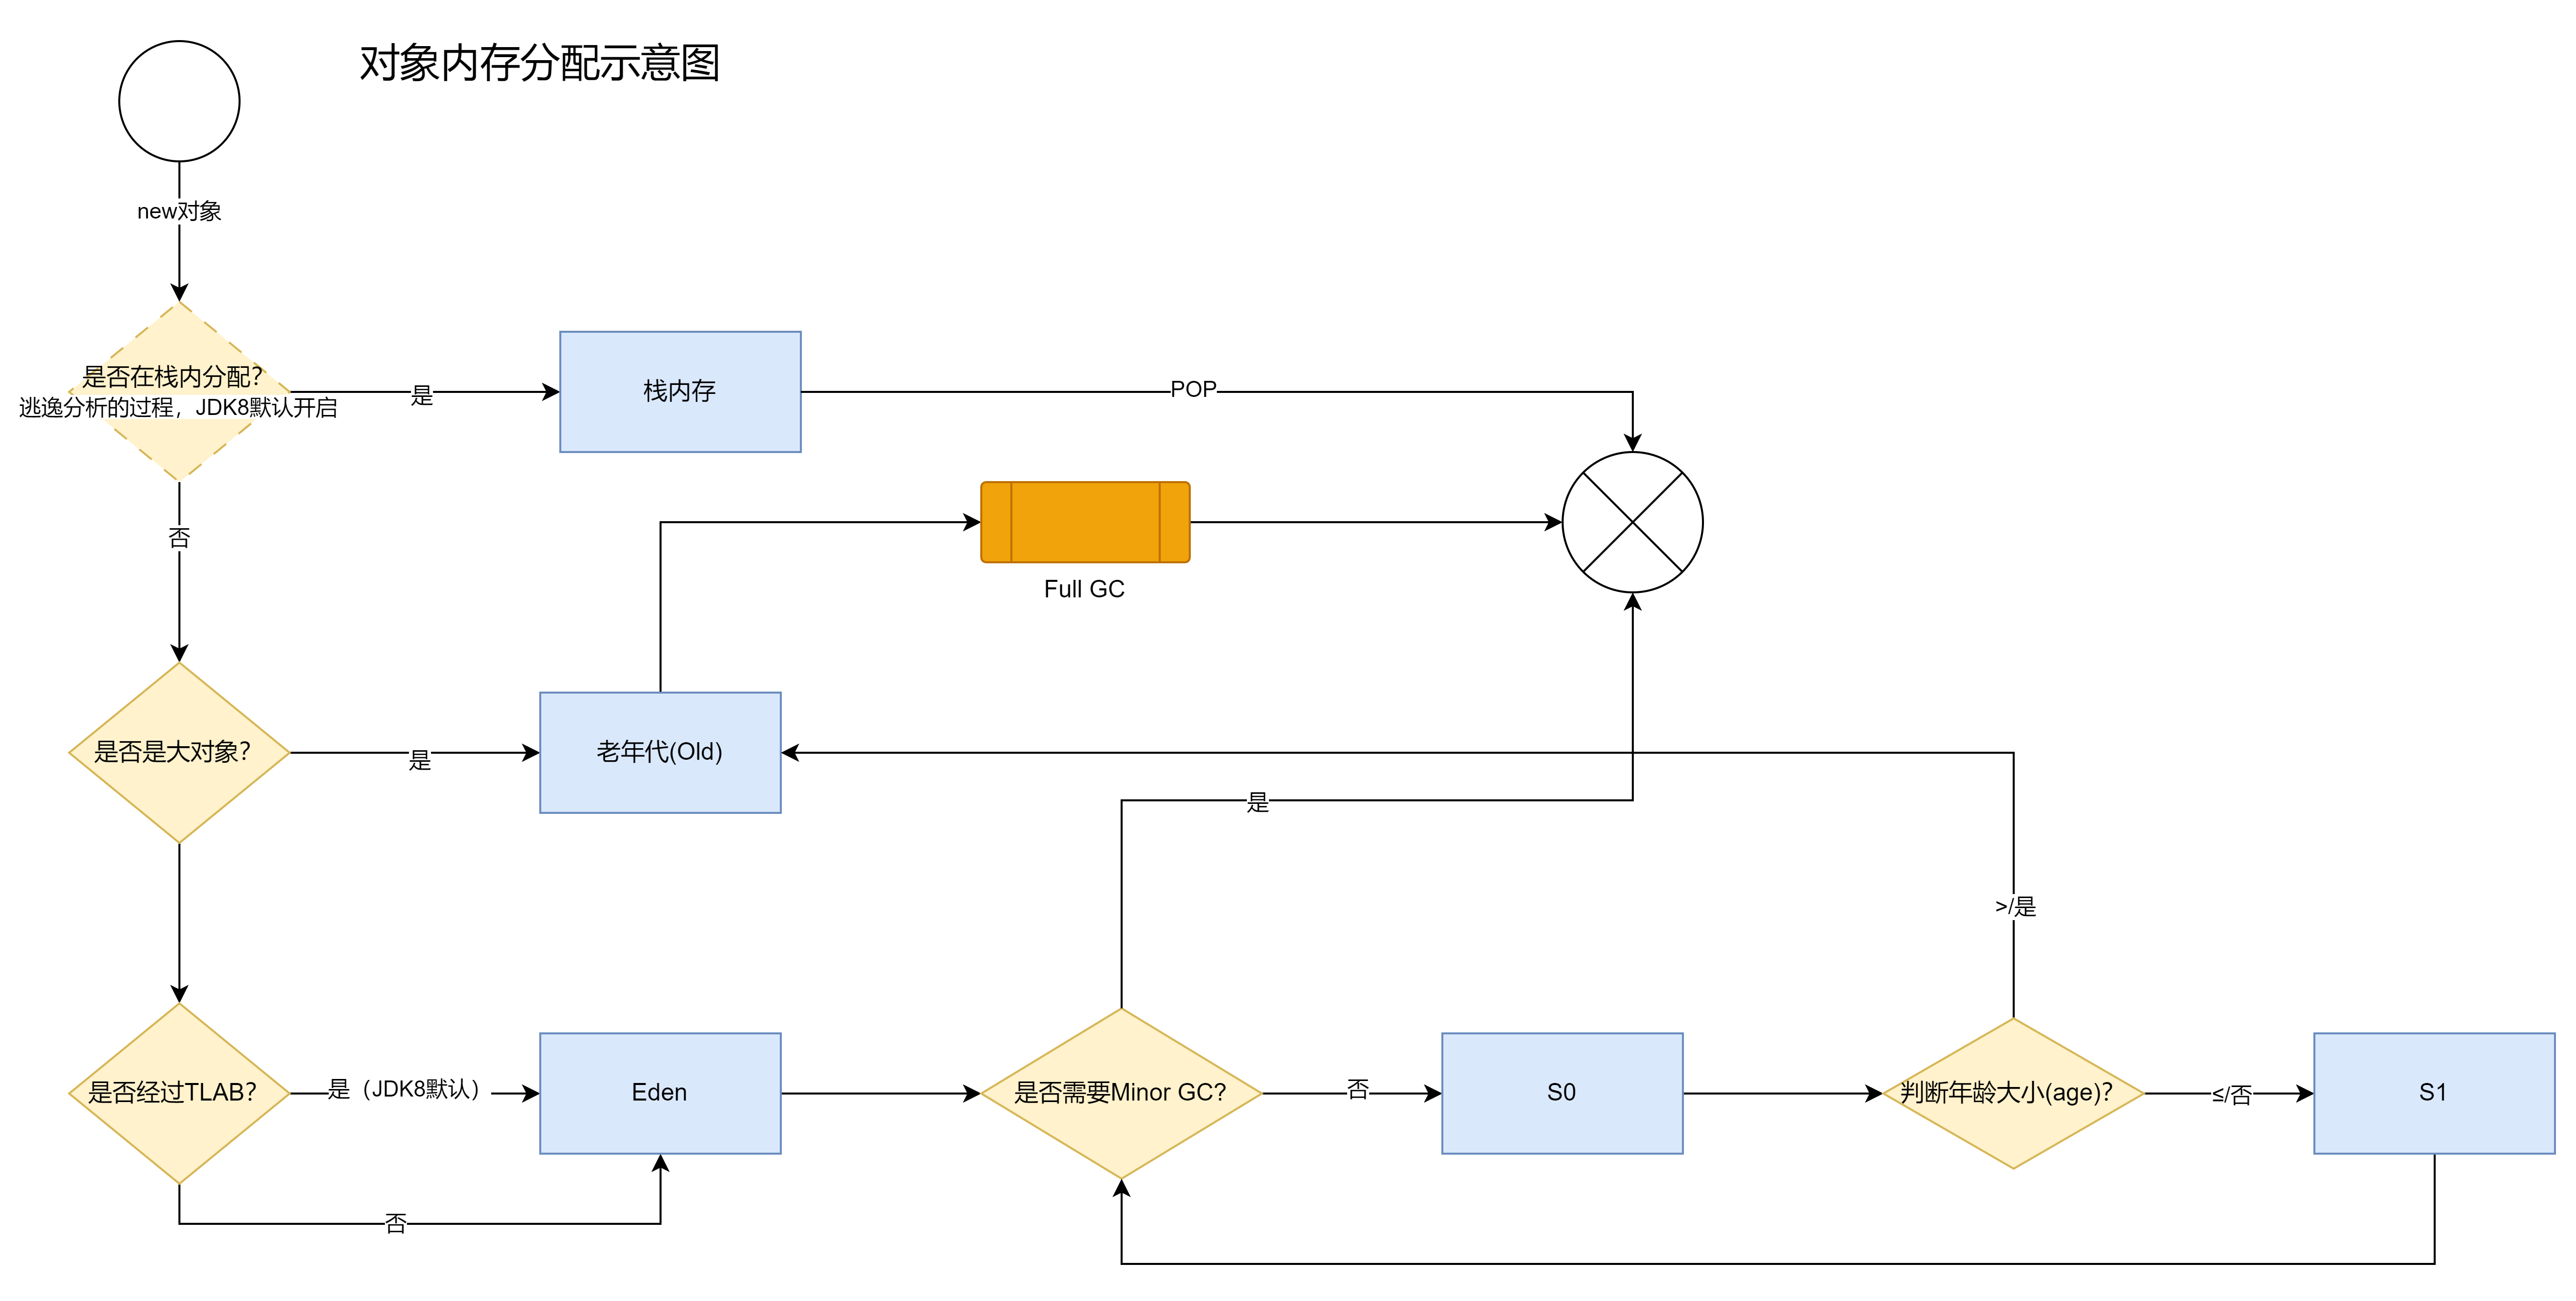 对象内存分配示意图
new对象
是否在栈内分配?
逃逸分析的过程，JDK8默认开启
是
栈内存
POP
否
Full GC
是否是大对象?
是
老年代(Old)
是
>/是
是否经过TLAB?
是（JDK8默认）
Eden
是否需要Minor GC?
否
S0
判断年龄大小(age)?
≤/否
S1
否